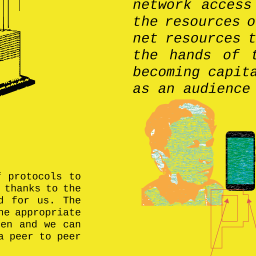 network access
the resources o
net resources t
the hands of t
becoming capita
as an audience
protocols to
thanks to the
d for us. The
he appropriate
en and we can
a peer to peer